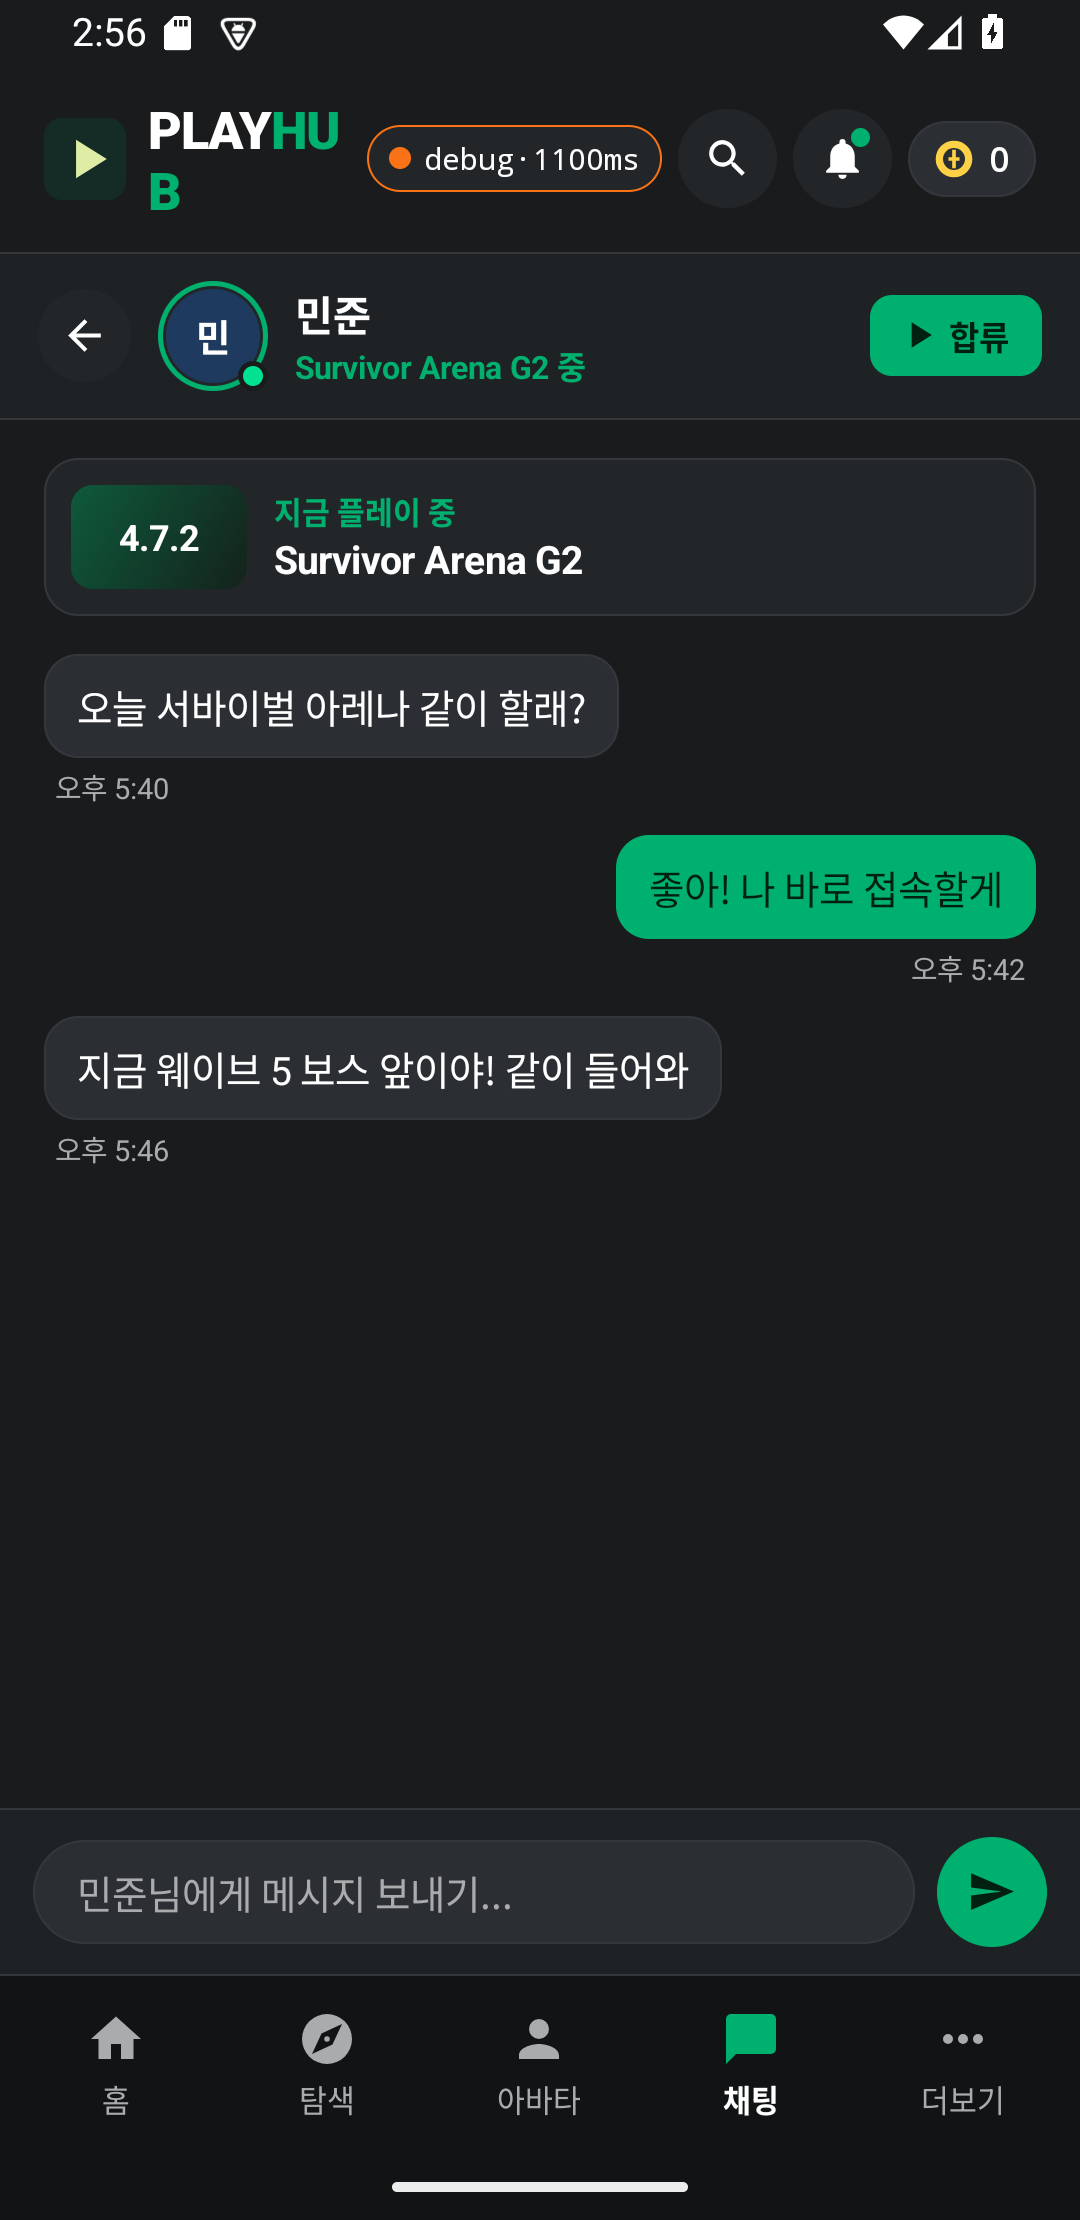 2:56
PLAYHU
B
debug·1100ms
0
민
민준
Survivor Arena G2 중
합류
4.7.2
지금 플레이 중
Survivor Arena G2
오늘 서바이벌 아레나 같이 할래?
오후 5:40
좋아! 나 바로 접속할게
오후 5:42
지금 웨이브 5 보스 앞이야! 같이 들어와
오후 5:46
민준님에게 메시지 보내기...
홈
탐색
아바타
채팅
더보기